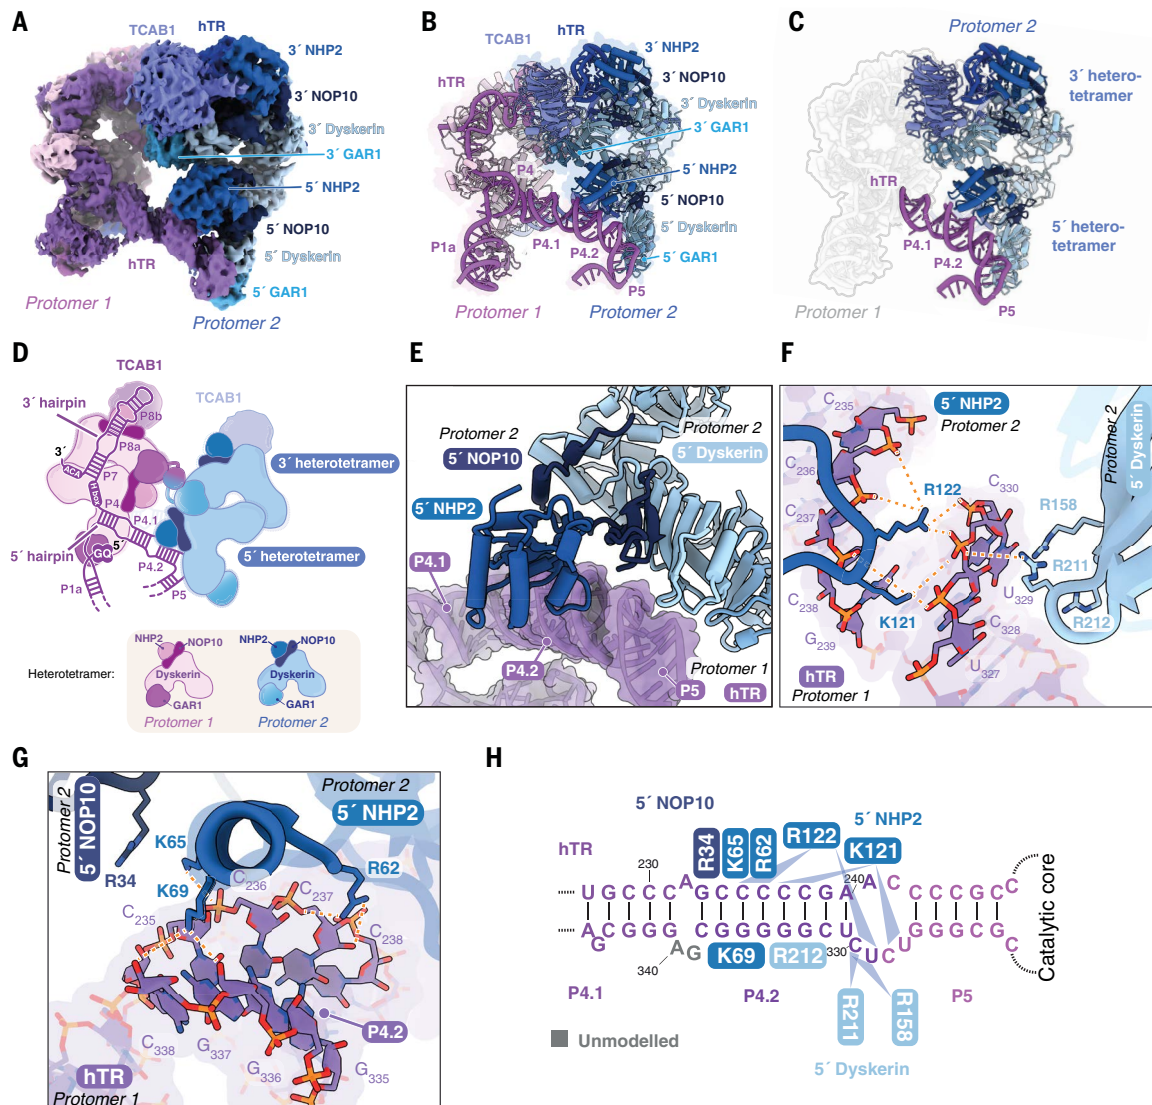 A
TCAB1
hTR
3´ NHP2
3´ NOP10
3´ Dyskerin
3´ GAR1
5´ NHP2
5´ NOP10
5´ Dyskerin
hTR
5´ GAR1
Protomer 1
Protomer 2
B
TCAB1
hTR
3´ NHP2
hTR
3´ NOP10
3´ Dyskerin
3´ GAR1
P4
5´ NHP2
5´ NOP10
P1a
P4.1
5´ Dyskerin
P4.2
5´ GAR1
P5
Protomer 1
Protomer 2
C
Protomer 2
3´ hetero-
tetramer
hTR
P4.1
P4.2
5´ hetero-
tetramer
P5
Protomer 1
D
TCAB1
TCAB1
3´ hairpin
P8b
3´
P8a
ACA
P7
3´ heterotetramer
H box
P4
P4.1
5´ hairpin
5´
GQ
5´ heterotetramer
P4.2
P1a
P5
Heterotetramer:
NHP2
NOP10
Dyskerin
GAR1
Protomer 1
NHP2
NOP10
Dyskerin
GAR1
Protomer 2
E
Protomer 2
5´ NOP10
Protomer 2
5´ Dyskerin
5´ NHP2
P4.1
P4.2
Protomer 1
P5
hTR
F
C235
5´ NHP2
Protomer 2
Protomer 2
5´ Dyskerin
C236
R122
C330
C237
R158
R211
U329
C238
K121
R212
G239
C328
hTR
U327
Protomer 1
G
Protomer 2
5´ NOP10
Protomer 2
5´ NHP2
K65
R34
K69
R62
C236
C237
C235
C238
P4.2
C338
G337
G336
G335
hTR
Protomer 1
H
5´ NOP10
5´ NHP2
R34
K65
R62
R122
K121
hTR
230
240
U G C C C A G C C C C C G A A C C C C G C C
A G C G G G A G C G G G G G C U C U C U G G G C G C
340
K69
R212
330
R211
R158
P4.1
P4.2
P5
Catalytic core
Unmodelled
5´ Dyskerin